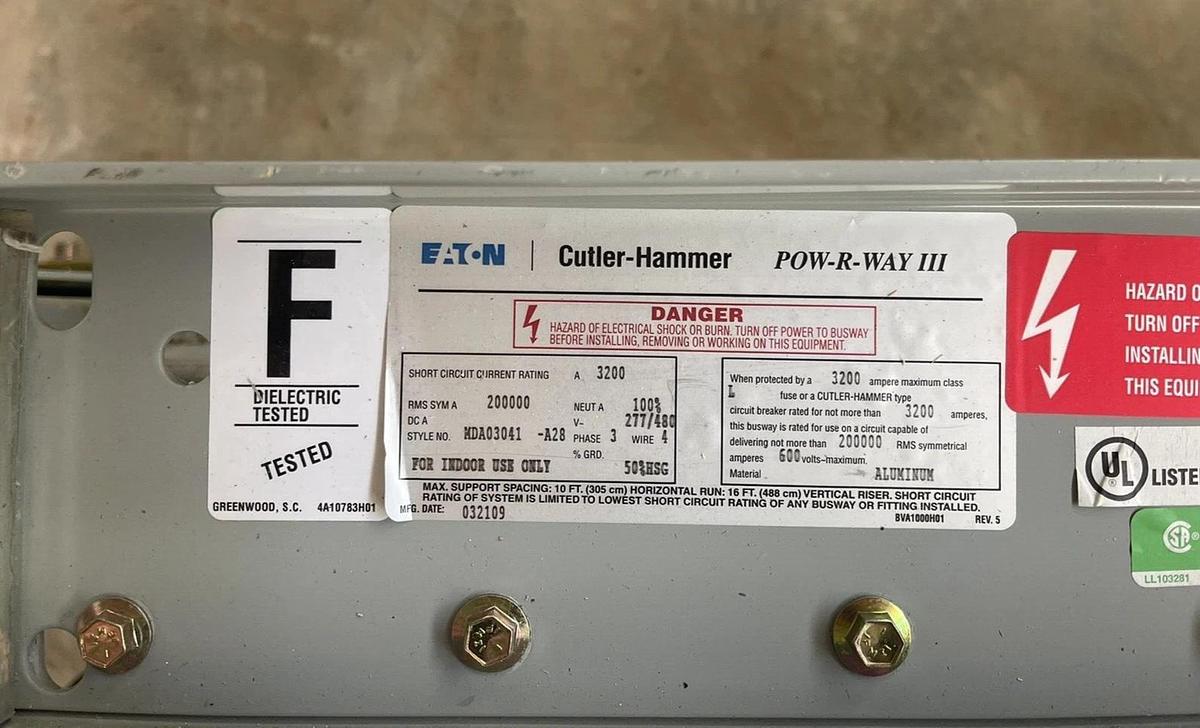 F
DIELECTRIC
TESTED
TESTED
GREENWOOD, S.C. 4A10783H01
EATON Cutler-Hammer POW-R-WAY III
DANGER
HAZARD OF ELECTRICAL SHOCK OR BURN. TURN OFF POWER TO BUSWAY
BEFORE INSTALLING, REMOVING OR WORKING ON THIS EQUIPMENT.
SHORT CIRCUIT CURRENT RATING A 3200
RMS SYM A 200000 NEUT A 100%
DC A V~ 277/480
STYLE NO. MDA03041 -A28 PHASE 3 WIRE 4
% GRD.
FOR INDOOR USE ONLY 50%HSG
When protected by a 3200 ampere maximum class
L fuse or a CUTLER-HAMMER type
circuit breaker rated for not more than 3200 amperes,
this busway is rated for use on a circuit capable of
delivering not more than 200000 RMS symmetrical
amperes 600 volts-maximum.
Material ALUMINUM
MAX. SUPPORT SPACING: 10 FT. (305 cm) HORIZONTAL RUN: 16 FT. (488 cm) VERTICAL RISER. SHORT CIRCUIT
RATING OF SYSTEM IS LIMITED TO LOWEST SHORT CIRCUIT RATING OF ANY BUSWAY OR FITTING INSTALLED.
MFG. DATE: 032109 BVA1000H01 REV. 5
HAZARD O
TURN OFF
INSTALLIN
THIS EQUI
UL® LISTE
SA®
LL103281